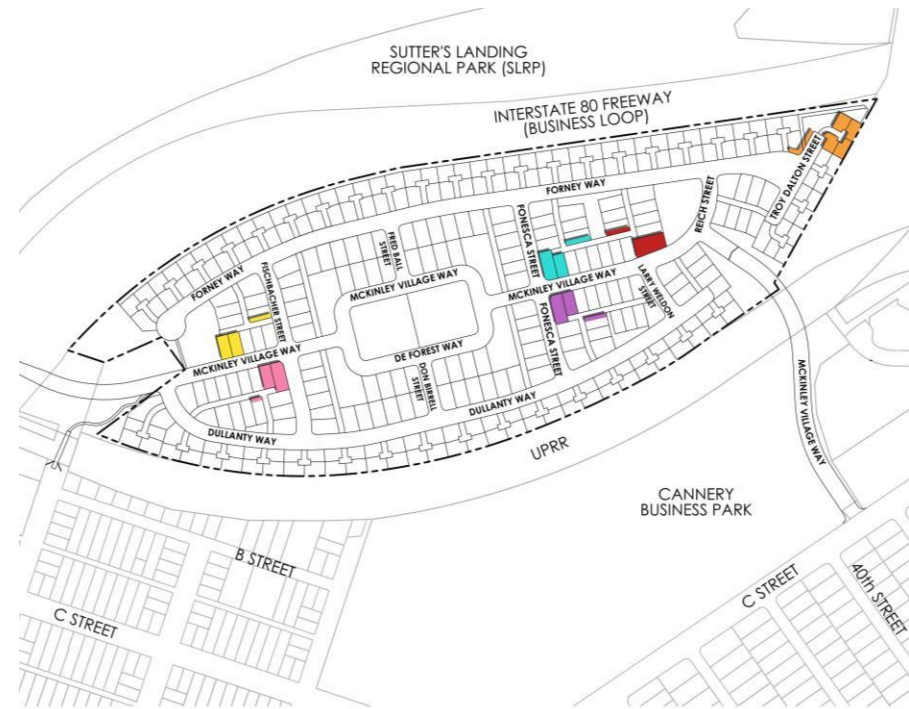 SUTTER'S LANDING
REGIONAL PARK (SLRP)
INTERSTATE 80 FREEWAY
(BUSINESS LOOP)
TROY DALTON STREET
FORNEY WAY
REICH STREET
FONESCA STREET
FRED BALL
STREET
MCKINLEY VILLAGE WAY
MCKINLEY VILLAGE WAY
FORNEY WAY
FISCHBACHER STREET
LARRY WELDON
STREET
FONESCA STREET
MCKINLEY VILLAGE WAY
DE FOREST WAY
DON BIRRELL
STREET
DULLANTY WAY
DULLANTY WAY
MCKINLEY VILLAGE WAY
UPRR
CANNERY
BUSINESS PARK
B STREET
C STREET
C STREET
40th STREET